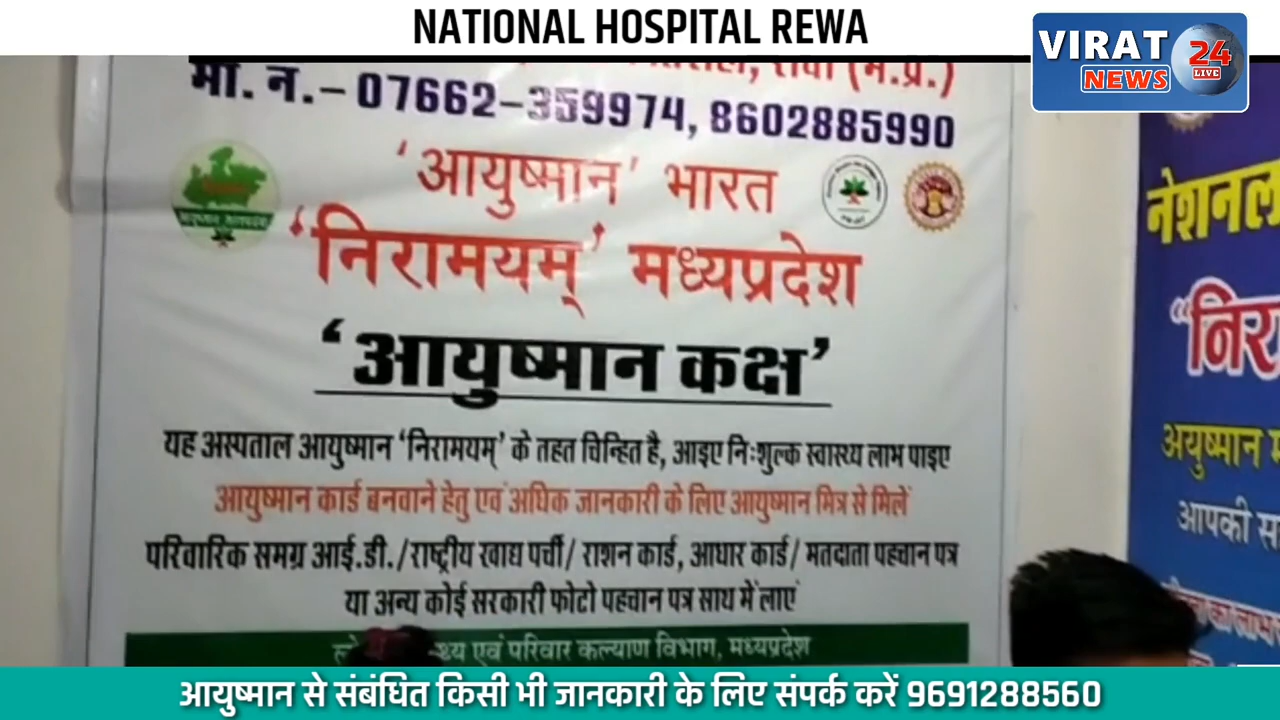 NATIONAL HOSPITAL REWA
VIRAT
NEWS
24
LIVE
रीवा (म.प्र.)
मो. न.– 07662–359974, 8602885990
'आयुष्मान' भारत
'निरामयम्' मध्यप्रदेश
'आयुष्मान कक्ष'
यह अस्पताल आयुष्मान 'निरामयम्' के तहत चिन्हित है, आइए निःशुल्क स्वास्थ्य लाभ पाइए
आयुष्मान कार्ड बनवाने हेतु एवं अधिक जानकारी के लिए आयुष्मान मित्र से मिलें
परिवारिक समग्र आई.डी./राष्ट्रीय खाद्य पर्ची/ राशन कार्ड, आधार कार्ड/ मतदाता पहचान पत्र
या अन्य कोई सरकारी फोटो पहचान पत्र साथ में लाएं
एवं परिवार कल्याण विभाग, मध्यप्रदेश
नेशनल
"निरा
अयुष्मान
आपकी
का लाभ
आयुष्मान से संबंधित किसी भी जानकारी के लिए संपर्क करें 9691288560